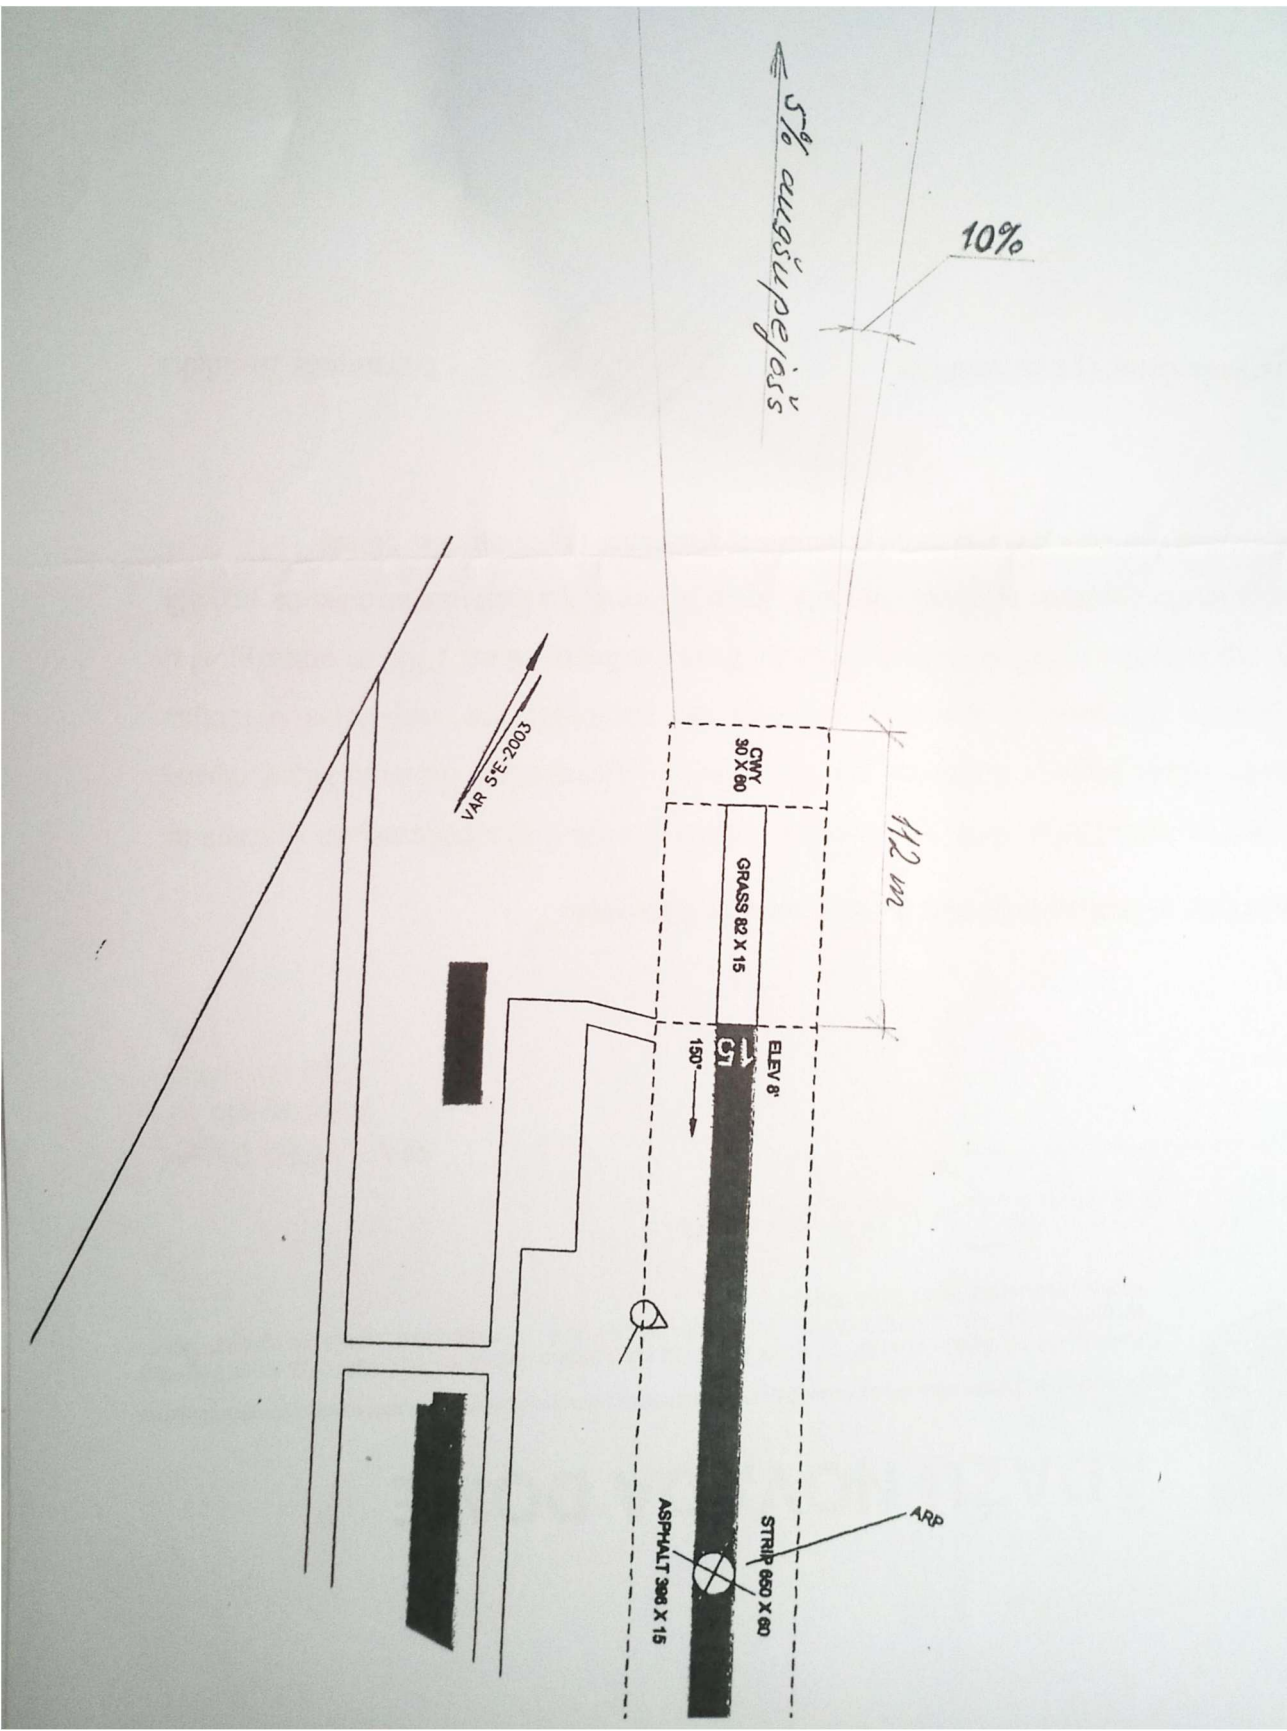 5% augšupejošs
10%
CWY
30 X 60
112 m
GRASS 82 X 15
VAR 5°E-2003
ELEV 8'
15
150°
ARP
STRIP 650 X 60
ASPHALT 396 X 15